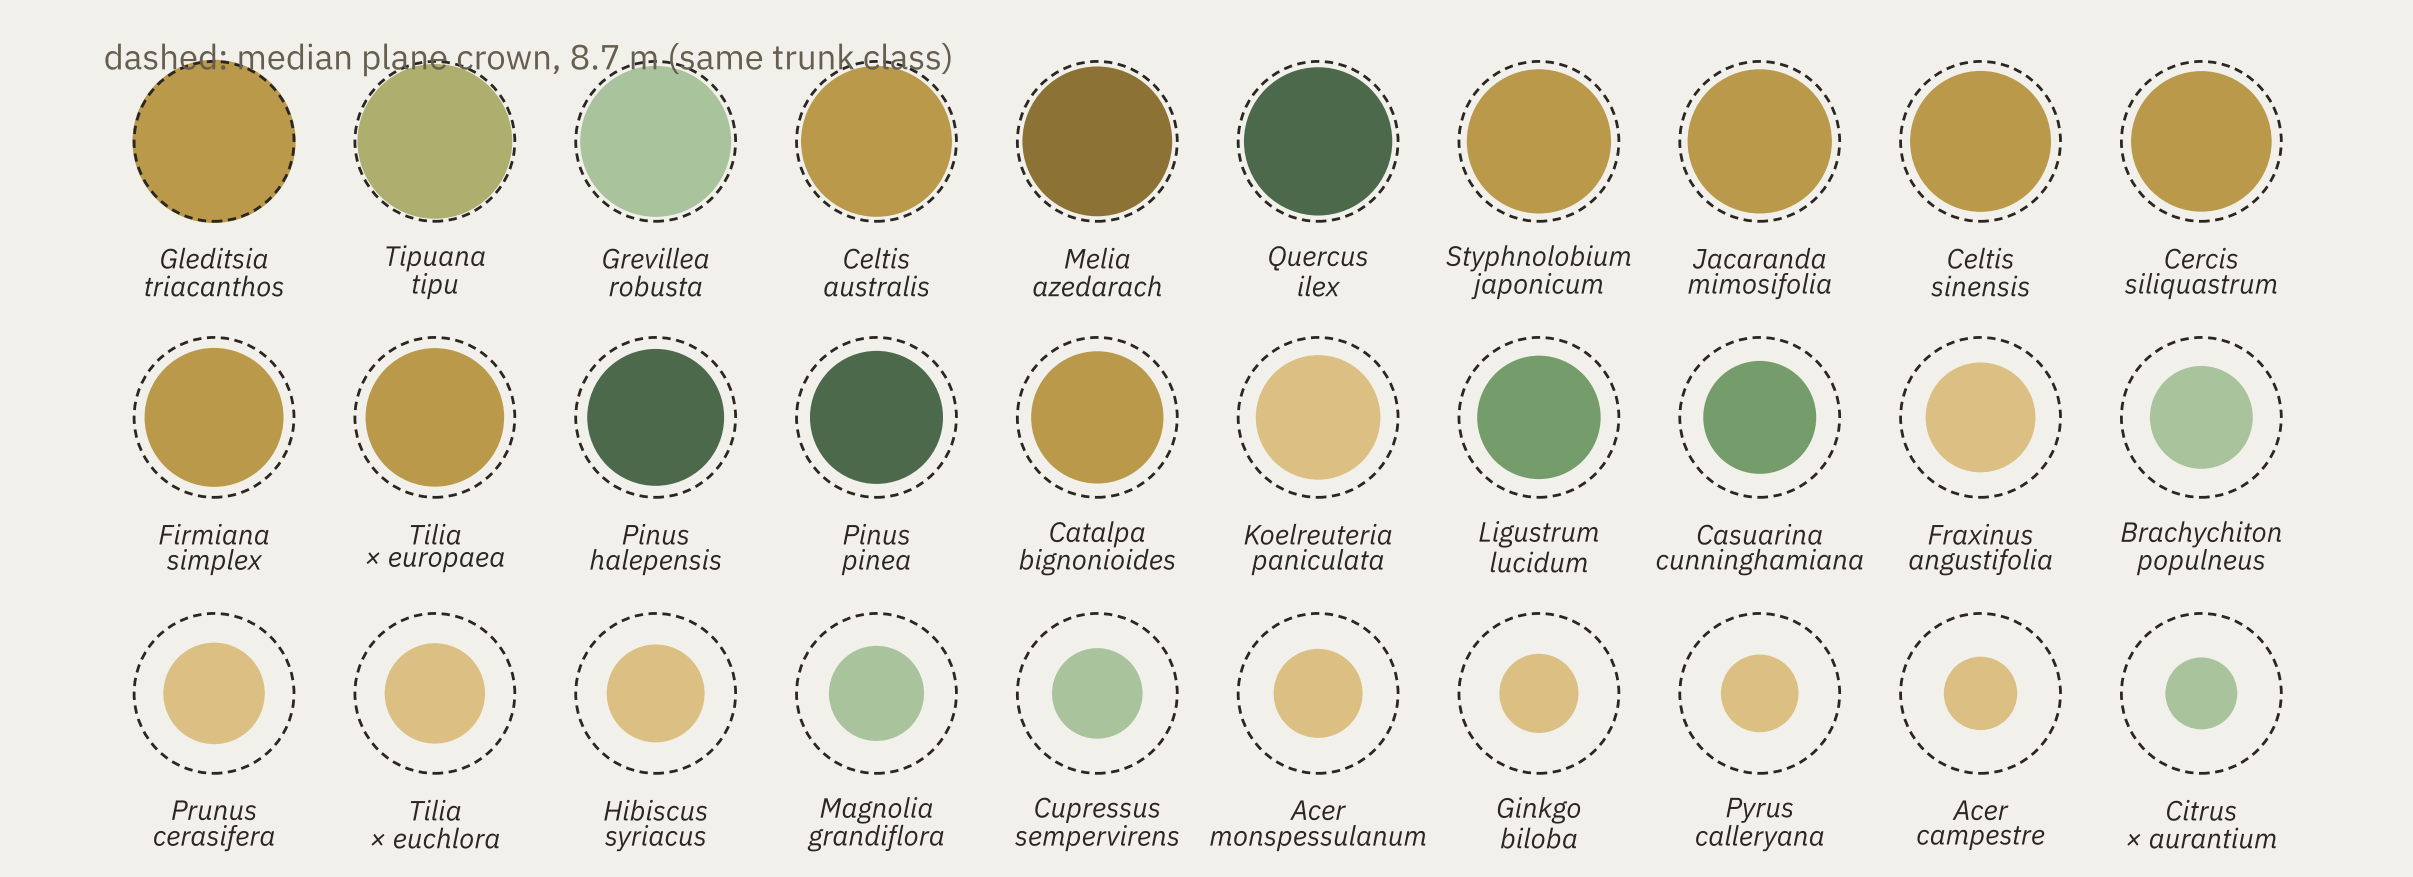 dashed: median plane crown, 8.7 m (same trunk class)
Gleditsia
triacanthos
Tipuana
tipu
Grevillea
robusta
Celtis
australis
Melia
azedarach
Quercus
ilex
Styphnolobium
japonicum
Jacaranda
mimosifolia
Celtis
sinensis
Cercis
siliquastrum
Firmiana
simplex
Tilia
× europaea
Pinus
halepensis
Pinus
pinea
Catalpa
bignonioides
Koelreuteria
paniculata
Ligustrum
lucidum
Casuarina
cunninghamiana
Fraxinus
angustifolia
Brachychiton
populneus
Prunus
cerasifera
Tilia
× euchlora
Hibiscus
syriacus
Magnolia
grandiflora
Cupressus
sempervirens
Acer
monspessulanum
Ginkgo
biloba
Pyrus
calleryana
Acer
campestre
Citrus
× aurantium